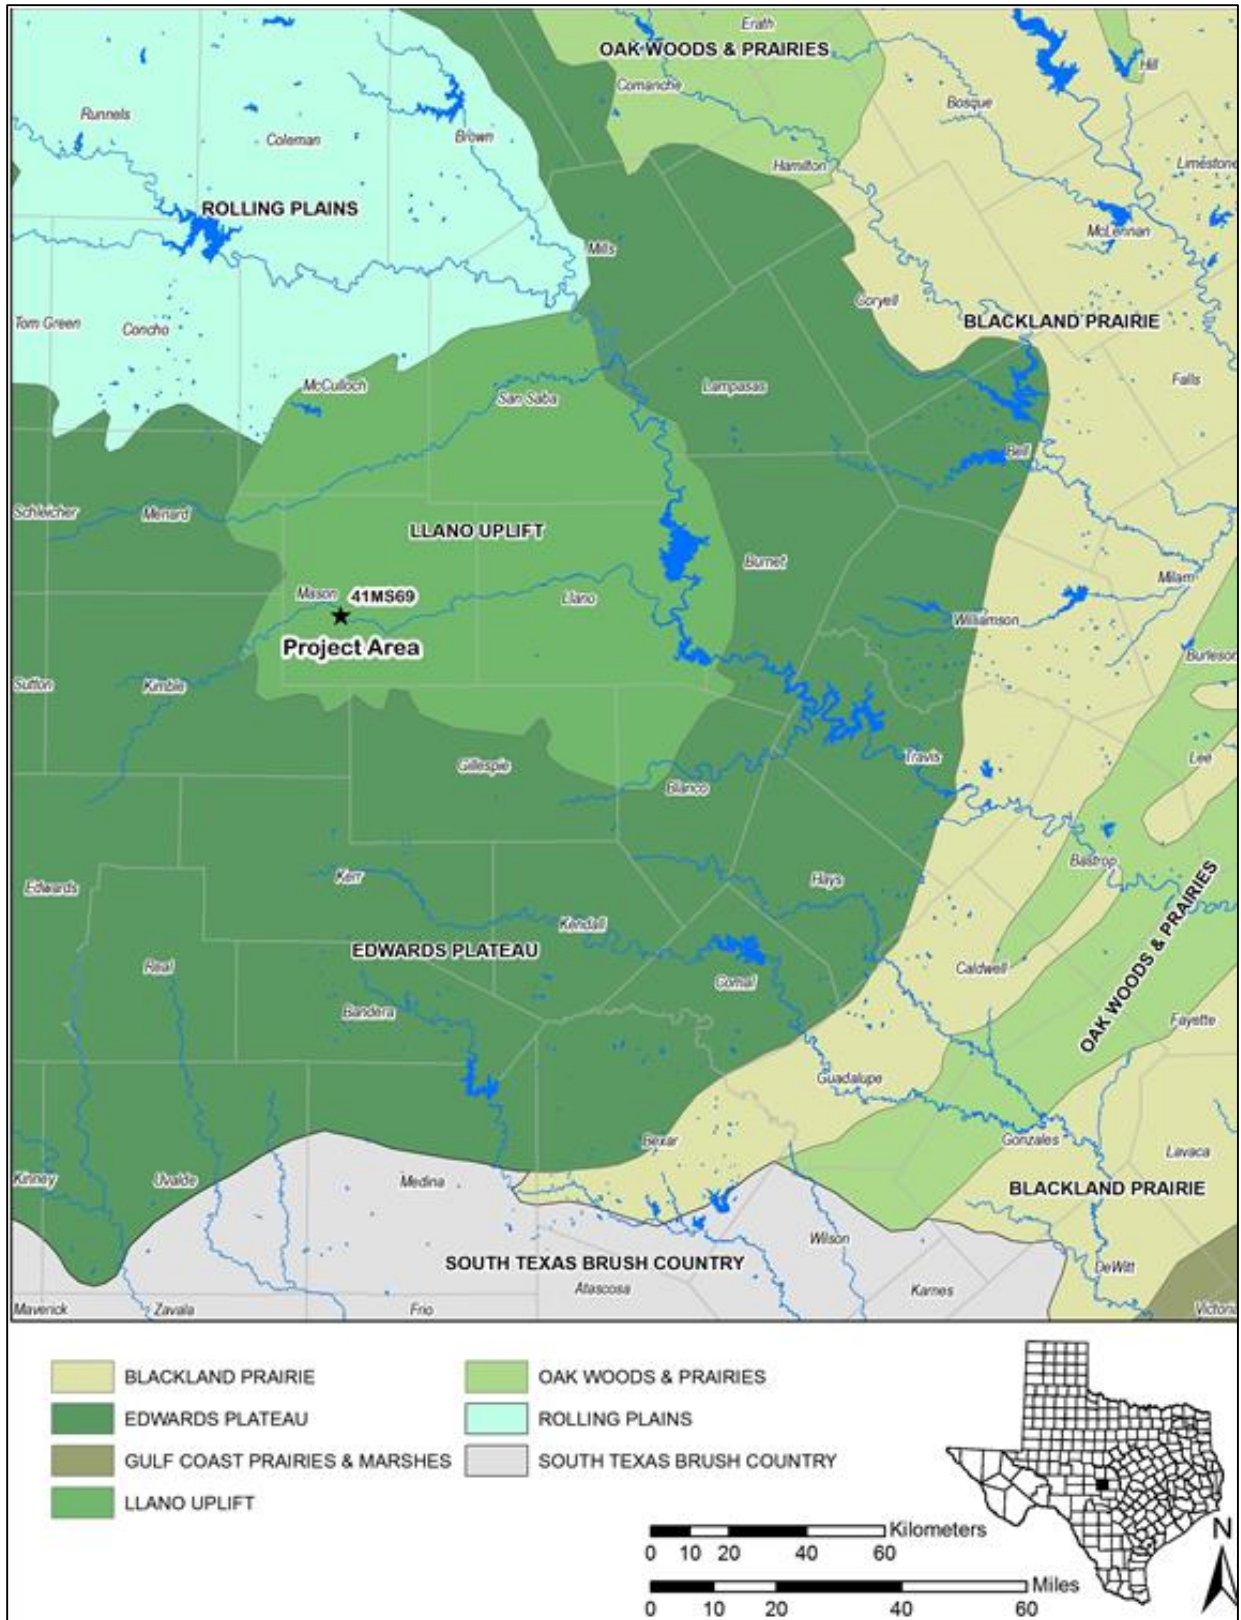 Erath
OAK WOODS & PRAIRIES
Hill
Comanche
Bosque
Runnels
Coleman
Brown
Hamilton
Limestone
ROLLING PLAINS
McLennan
Mills
Coryell
Tom Green
Concho
BLACKLAND PRAIRIE
McCulloch
San Saba
Lampasas
Falls
Bell
Schleicher
Menard
LLANO UPLIFT
Burnet
Milam
Mason
41MS69
Llano
Williamson
Project Area
Burleson
Sutton
Kimble
Gillespie
Travis
Lee
Blanco
Bastrop
Edwards
Kerr
Hays
Kendall
EDWARDS PLATEAU
OAK WOODS & PRAIRIES
Real
Caldwell
Comal
Bandera
Fayette
Guadalupe
Bexar
Gonzales
Lavaca
Kinney
Uvalde
Medina
BLACKLAND PRAIRIE
Wilson
SOUTH TEXAS BRUSH COUNTRY
DeWitt
Atascosa
Karnes
Maverick
Zavala
Frio
Victoria
BLACKLAND PRAIRIE
EDWARDS PLATEAU
GULF COAST PRAIRIES & MARSHES
LLANO UPLIFT
OAK WOODS & PRAIRIES
ROLLING PLAINS
SOUTH TEXAS BRUSH COUNTRY
N
Kilometers
0 10 20 40 60
Miles
0 10 20 40 60